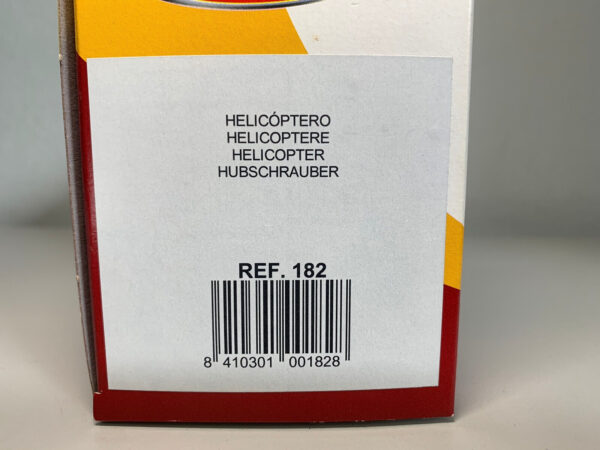 HELICÓPTERO
HELICOPTERE
HELICOPTER
HUBSCHRAUBER
REF. 182
8 410301 001828